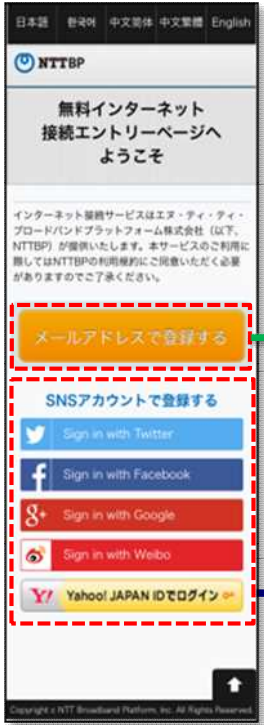 日本語 한국어 中文简体 中文繁體 English
NTTBP
無料インターネット
接続エントリーページへ
ようこそ
インターネット接続サービスはエヌ・ティ・ティ・
ブロードバンドプラットフォーム株式会社（以下、
NTTBP）が提供いたします。本サービスのご利用に
際してはNTTBPの利用規約にご同意いただく必要
がありますのでご了承ください。
メールアドレスで登録する
SNSアカウントで登録する
Sign in with Twitter
f Sign in with Facebook
g+ Sign in with Google
Sign in with Weibo
Y! Yahoo! JAPAN IDでログイン
Copyright c NTT Broadband Platform, Inc. All Rights Reserved.